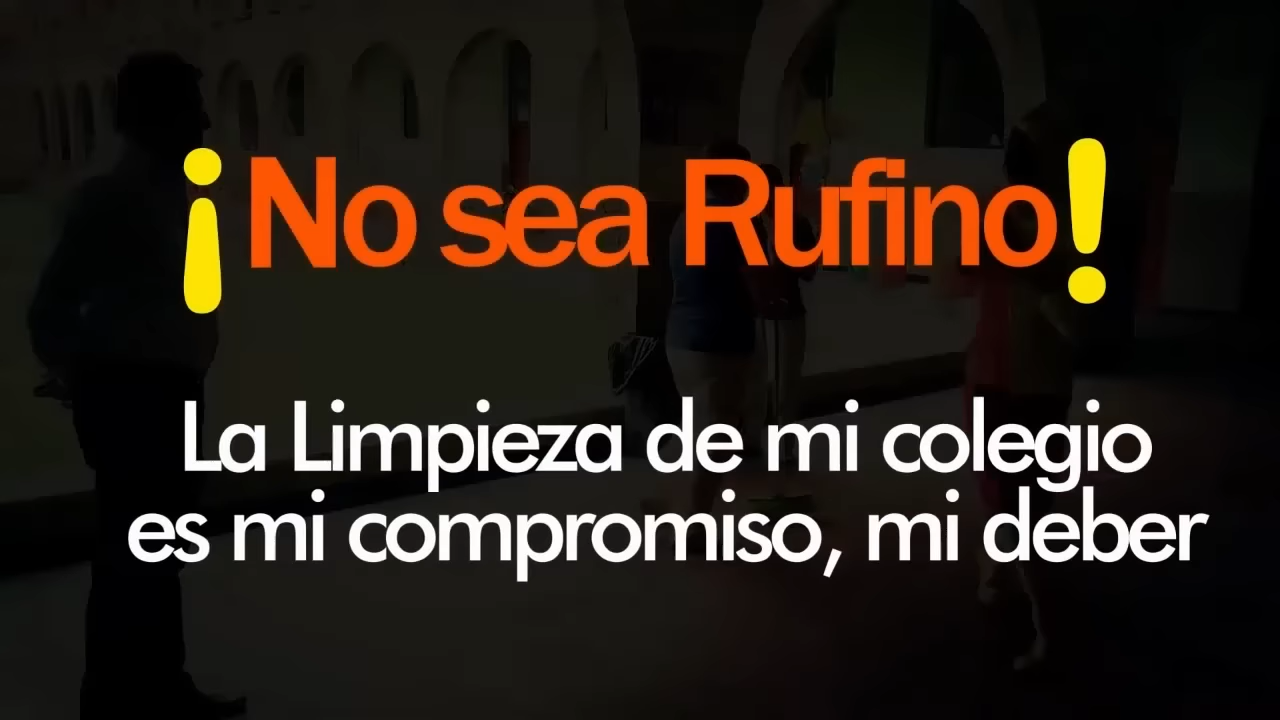 ¡No sea Rufino!
La Limpieza de mi colegio
es mi compromiso, mi deber